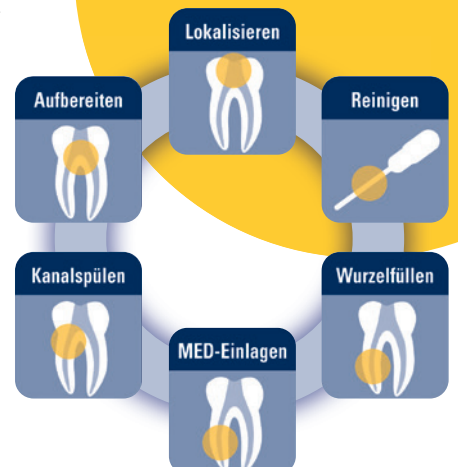 Lokalisieren
Aufbereiten
Reinigen
Kanalspülen
Wurzelfüllen
MED-Einlagen